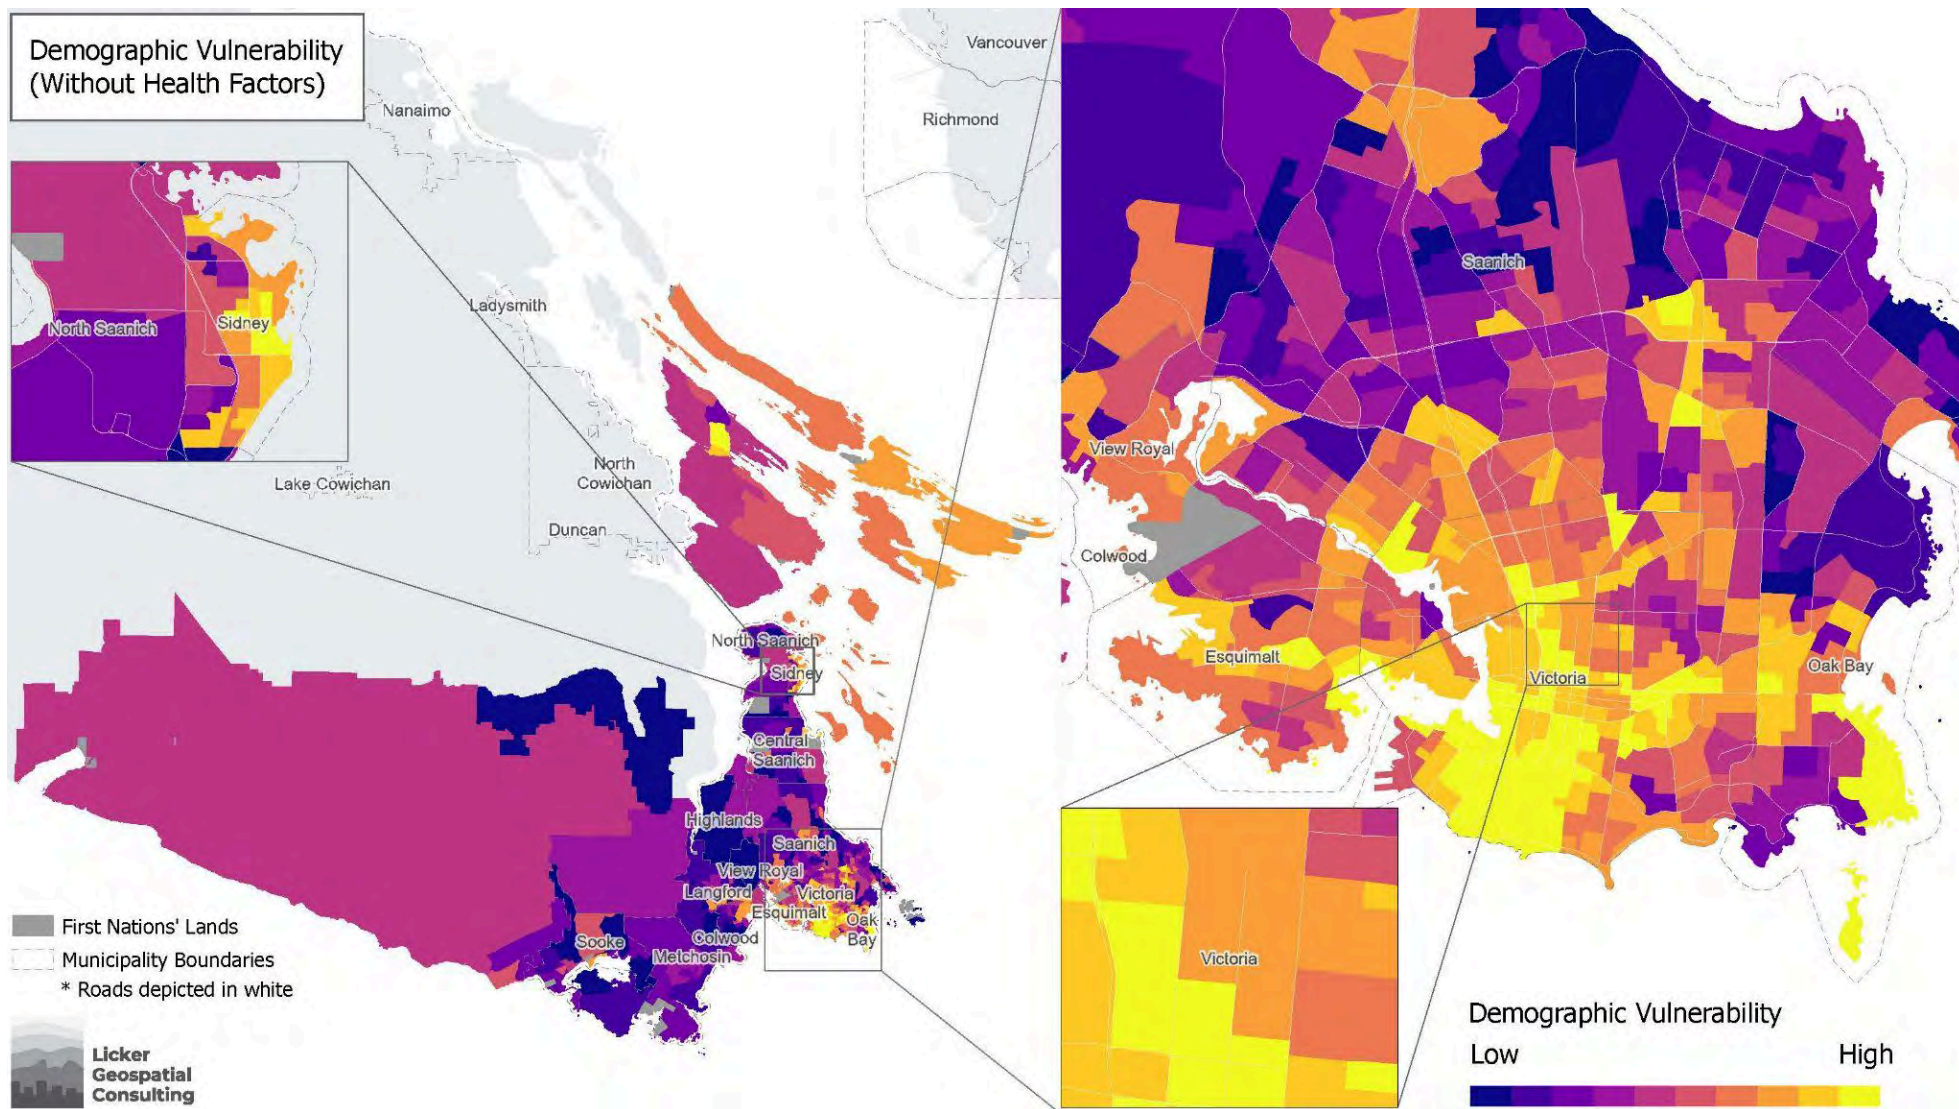 Demographic Vulnerability
(Without Health Factors)
Nanaimo
Vancouver
Richmond
North Saanich
Sidney
Ladysmith
Lake Cowichan
North
Cowichan
Duncan
North Saanich
Sidney
Central
Saanich
Highlands
Saanich
View Royal
Langford
Victoria
Esquimalt
Oak
Bay
Colwood
Sooke
Metchosin
First Nations' Lands
Municipality Boundaries
* Roads depicted in white
Licker
Geospatial
Consulting
Saanich
View Royal
Colwood
Esquimalt
Victoria
Oak Bay
Victoria
Demographic Vulnerability
Low
High